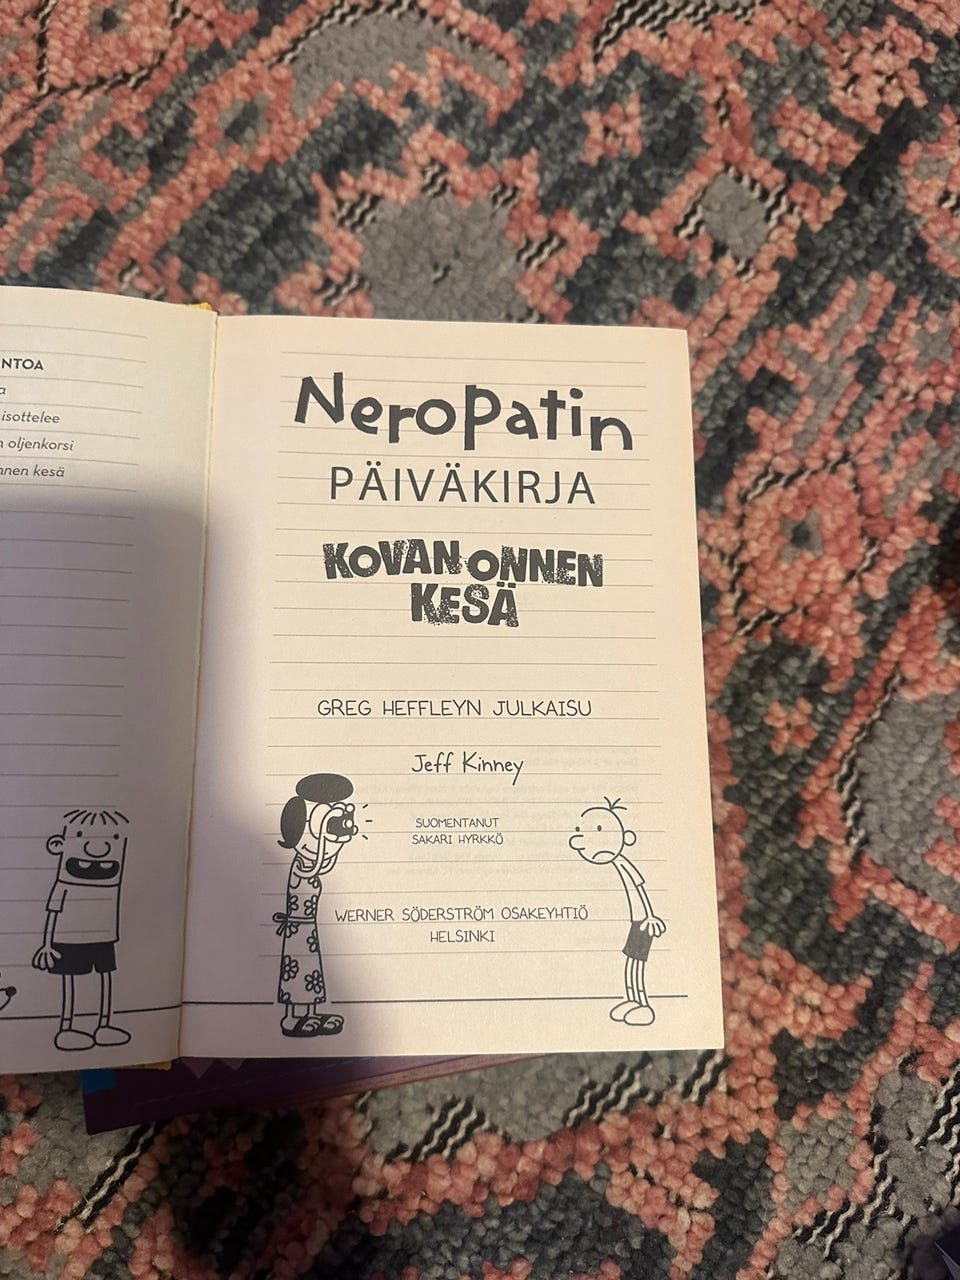 NTOA
a
isottelee
n oljenkorsi
nnen kesä
Neropatin
PÄIVÄKIRJA
KOVAN ONNEN
KESÄ
GREG HEFFLEYN JULKAISU
Jeff Kinney
SUOMENTANUT
SAKARI HYRKKÖ
WERNER SÖDERSTRÖM OSAKEYHTIÖ
HELSINKI